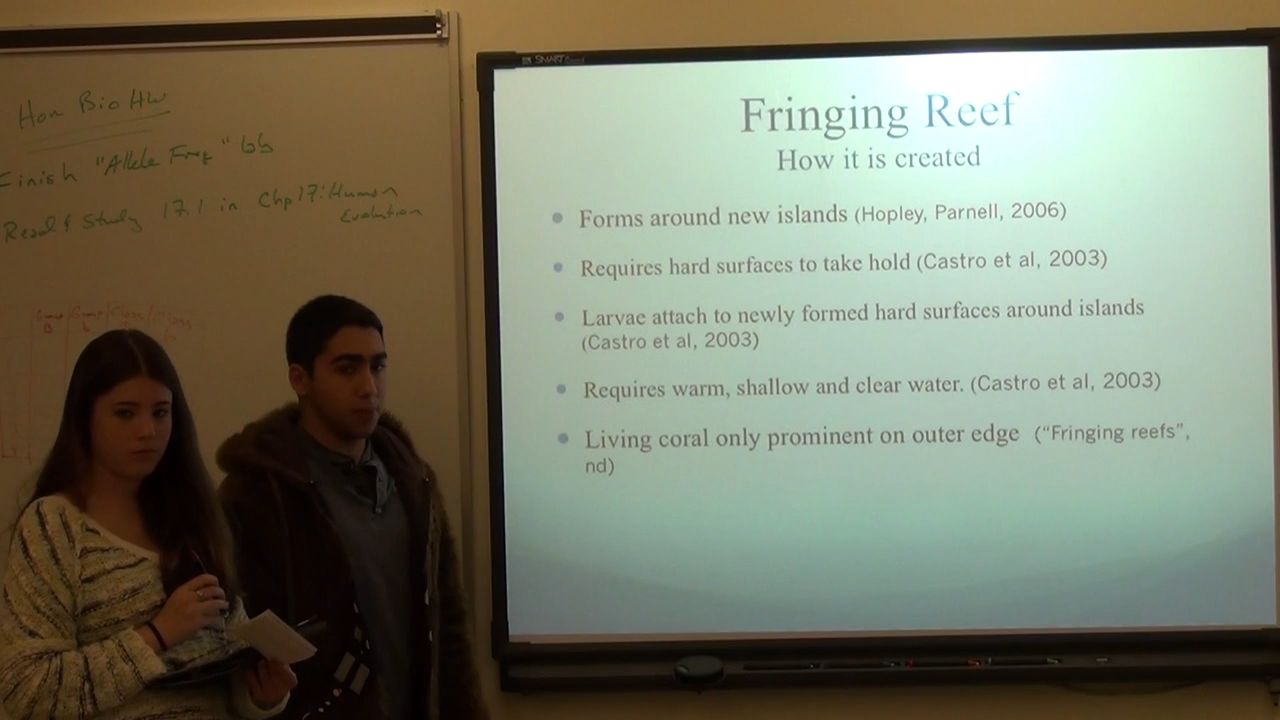 Hon Bio HW
Finish "Allele Freq" lab
Read & Study 17.1 in Chp 17: Human
Evolution
SMART Board
Fringing Reef
How it is created
Forms around new islands (Hopley, Parnell, 2006)
Requires hard surfaces to take hold (Castro et al, 2003)
Larvae attach to newly formed hard surfaces around islands
(Castro et al, 2003)
Requires warm, shallow and clear water. (Castro et al, 2003)
Living coral only prominent on outer edge ("Fringing reefs",
nd)